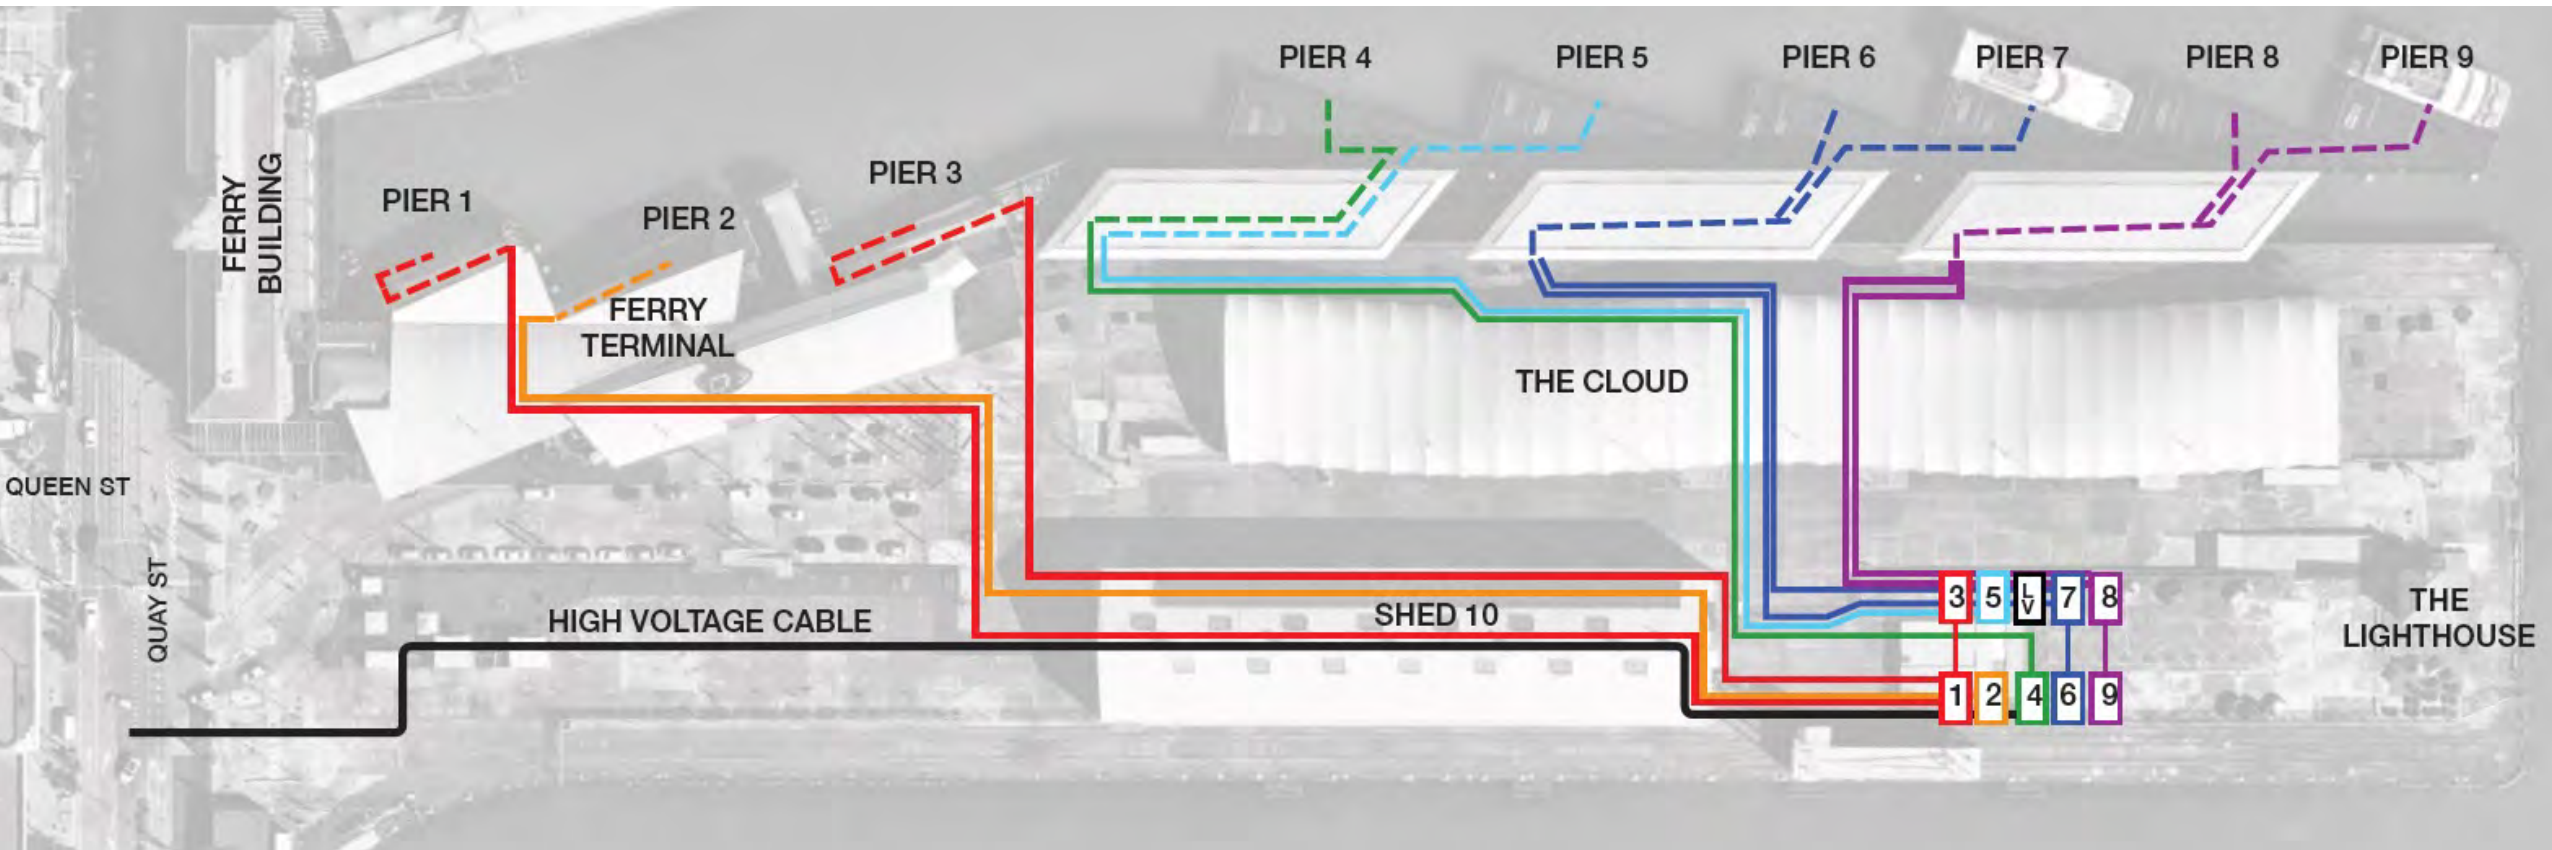 PIER 4
PIER 5
PIER 6
PIER 7
PIER 8
PIER 9
FERRY
BUILDING
PIER 1
PIER 2
PIER 3
FERRY
TERMINAL
THE CLOUD
QUEEN ST
QUAY ST
HIGH VOLTAGE CABLE
SHED 10
3 5 LV 7 8
1 2 4 6 9
THE
LIGHTHOUSE